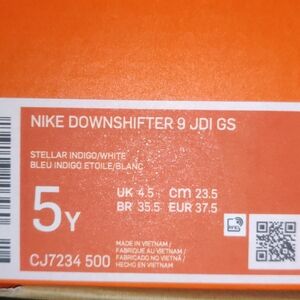 NIKE DOWNSHIFTER 9 JDI GS
STELLAR INDIGO/WHITE
BLEU INDIGO ETOILE/BLANC
5Y
UK 4.5 cm 23.5
BR 35.5 EUR 37.5
MADE IN VIETNAM/
FABRIQUE AU VIETNAM /
FABRICADO NO VIETNÃ
HECHO EN VIETNAM
CJ7234 500